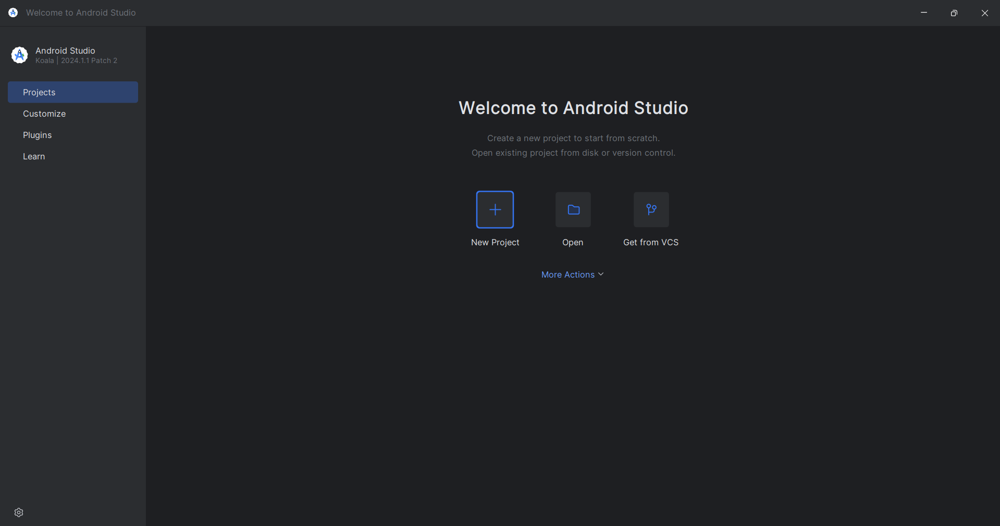 Welcome to Android Studio
Android Studio
Koala | 2024.1.1 Patch 2
Projects
Customize
Plugins
Learn
Welcome to Android Studio
Create a new project to start from scratch.
Open existing project from disk or version control.
New Project
Open
Get from VCS
More Actions